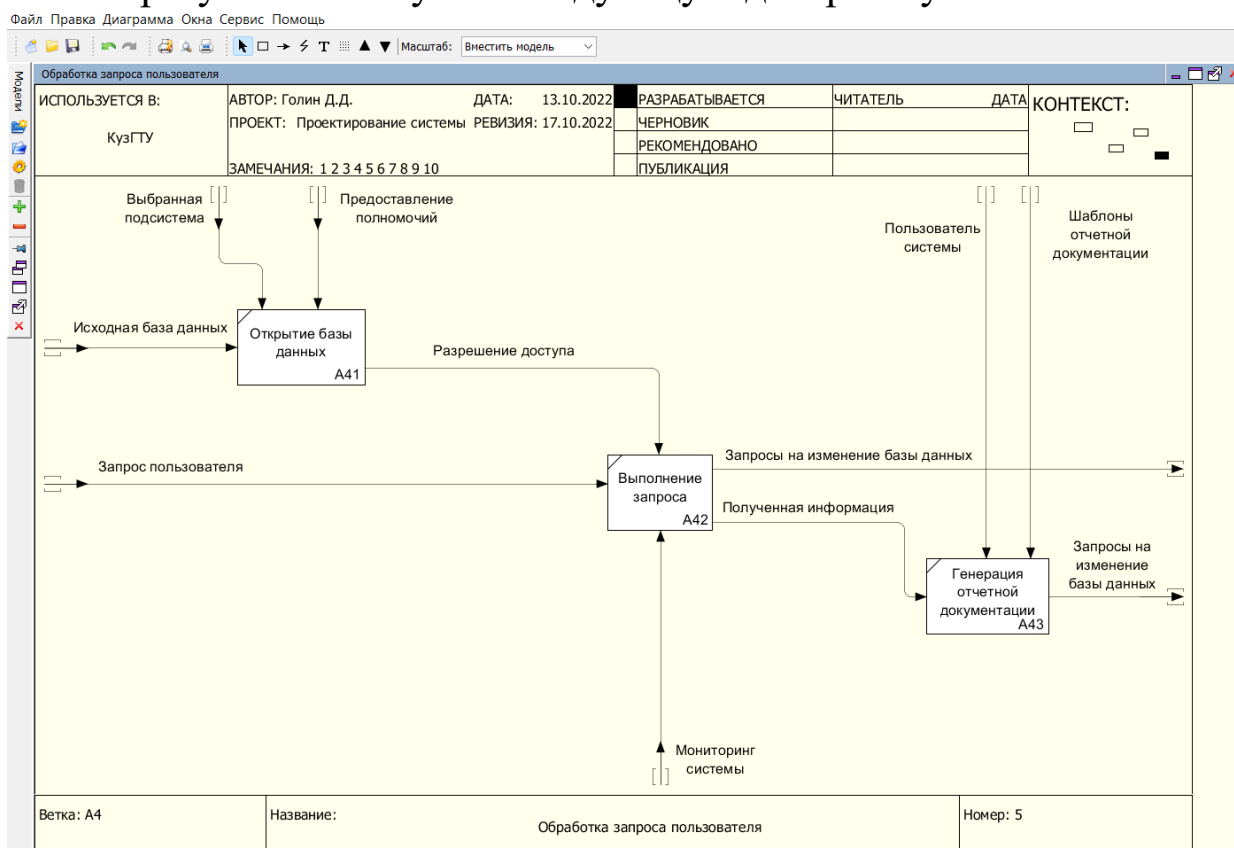 Файл Правка Диаграмма Окна Сервис Помощь
Масштаб: Вместить модель
Модели
Обработка запроса пользователя
ИСПОЛЬЗУЕТСЯ В:
КузГТУ
АВТОР: Голин Д.Д. ДАТА: 13.10.2022
ПРОЕКТ: Проектирование системы РЕВИЗИЯ: 17.10.2022
ЗАМЕЧАНИЯ: 1 2 3 4 5 6 7 8 9 10
РАЗРАБАТЫВАЕТСЯ
ЧЕРНОВИК
РЕКОМЕНДОВАНО
ПУБЛИКАЦИЯ
ЧИТАТЕЛЬ ДАТА
КОНТЕКСТ:
Выбранная
подсистема
Предоставление
полномочий
Пользователь
системы
Шаблоны
отчетной
документации
Исходная база данных
Открытие базы
данных
A41
Разрешение доступа
Запрос пользователя
Выполнение
запроса
A42
Запросы на изменение базы данных
Полученная информация
Генерация
отчетной
документации
A43
Запросы на
изменение
базы данных
Мониторинг
системы
Ветка: A4
Название:
Обработка запроса пользователя
Номер: 5